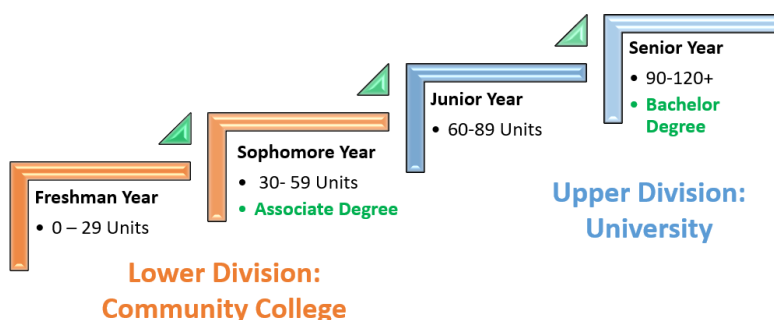 Freshman Year
• 0 – 29 Units
Sophomore Year
• 30- 59 Units
• Associate Degree
Lower Division:
Community College
Junior Year
• 60-89 Units
Senior Year
• 90-120+
• Bachelor
Degree
Upper Division:
University